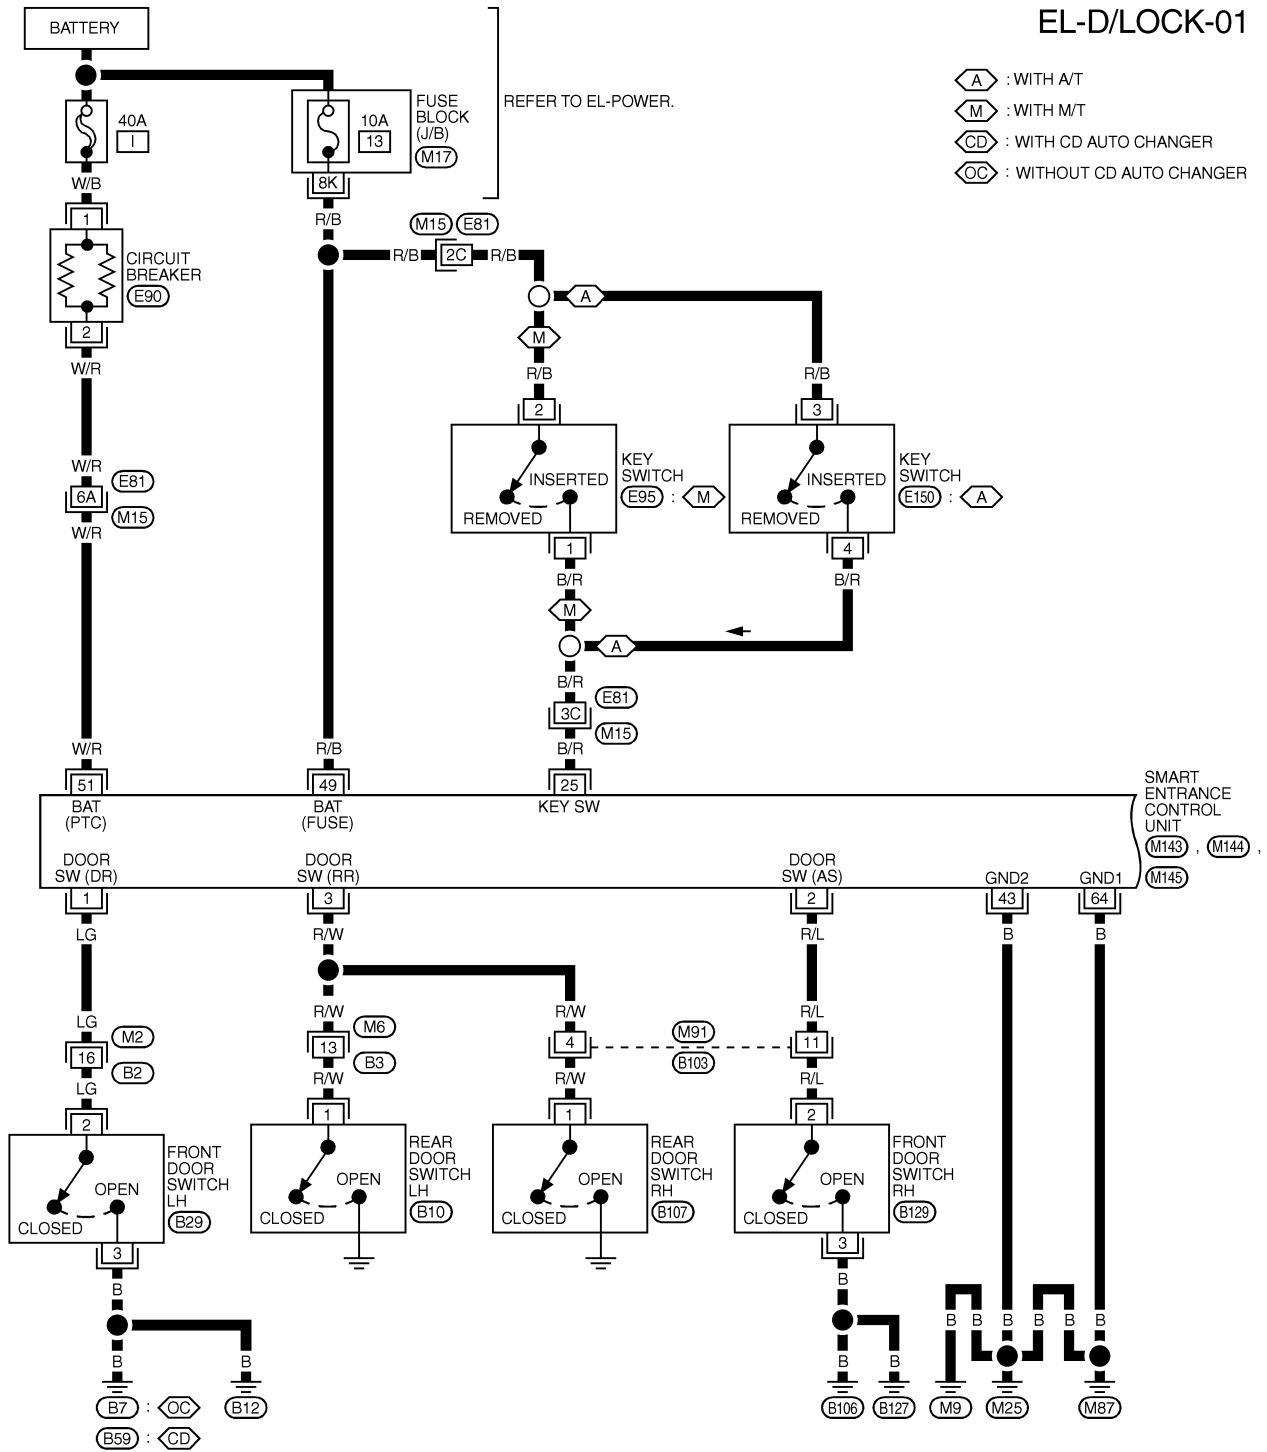 EL-D/LOCK-01
BATTERY
A : WITH A/T
M : WITH M/T
CD : WITH CD AUTO CHANGER
OC : WITHOUT CD AUTO CHANGER
REFER TO EL-POWER.
40A
I
10A
13
FUSE
BLOCK
(J/B)
M17
W/B
8K
R/B
1
CIRCUIT
BREAKER
E90
2
M15 E81
R/B 2C R/B
A
M
W/R
R/B
R/B
2
3
INSERTED
REMOVED
KEY
SWITCH
E95 : M
INSERTED
REMOVED
KEY
SWITCH
E150 : A
W/R
E81
6A
M15
W/R
1
4
B/R
B/R
M
A
B/R
E81
3C
M15
W/R
R/B
B/R
51
49
25
BAT
(PTC)
BAT
(FUSE)
KEY SW
SMART
ENTRANCE
CONTROL
UNIT
M143 , M144 ,
M145
DOOR
SW (DR)
DOOR
SW (RR)
DOOR
SW (AS)
GND2
GND1
1
3
2
43
64
LG
R/W
R/L
B
B
LG
R/W
R/W
R/L
M2
16
B2
M6
13
B3
4
M91
B103
11
LG
R/W
R/W
R/L
2
1
1
2
OPEN
CLOSED
FRONT
DOOR
SWITCH
LH
B29
OPEN
CLOSED
REAR
DOOR
SWITCH
LH
B10
OPEN
CLOSED
REAR
DOOR
SWITCH
RH
B107
OPEN
CLOSED
FRONT
DOOR
SWITCH
RH
B129
3
3
B
B
B B B B B B
B B
B B
B7 : OC
B12
B59 : CD
B106 B127 M9 M25 M87